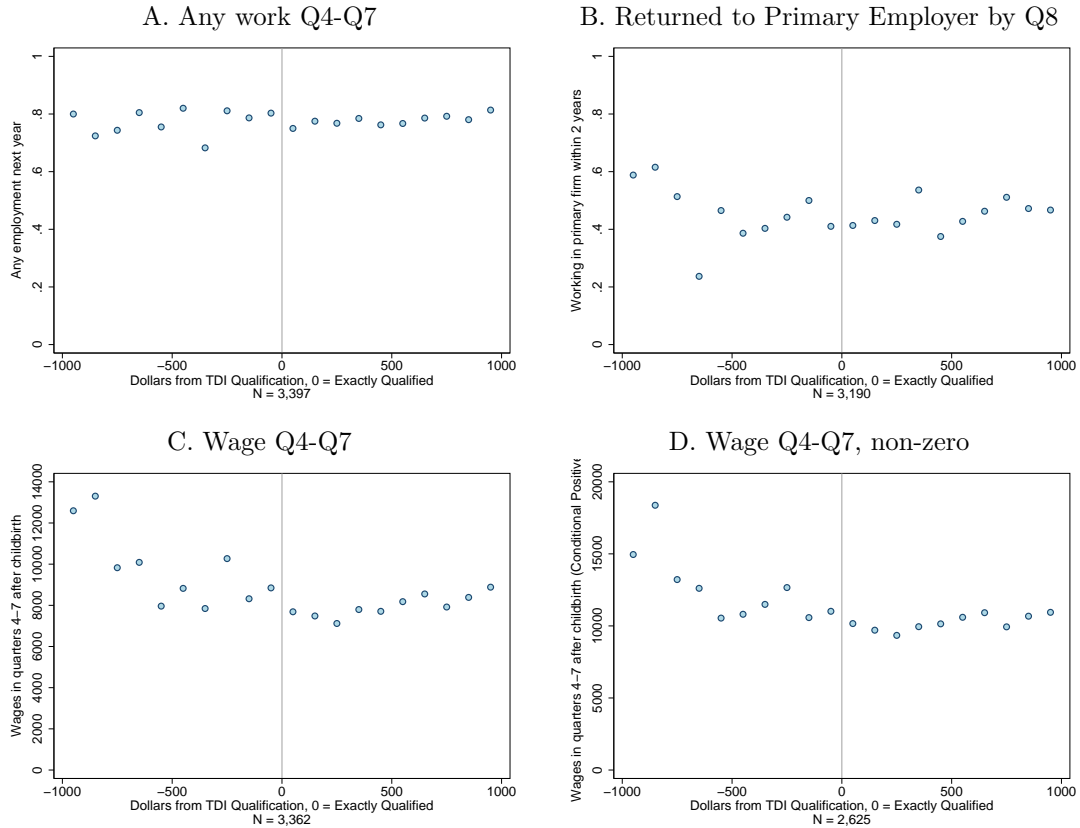 A. Any work Q4-Q7
Any employment next year
0 .2 .4 .6 .8 1
−1000 −500 0 500 1000
Dollars from TDI Qualification, 0 = Exactly Qualified
N = 3,397
B. Returned to Primary Employer by Q8
Working in primary firm within 2 years
0 .2 .4 .6 .8 1
−1000 −500 0 500 1000
Dollars from TDI Qualification, 0 = Exactly Qualified
N = 3,190
C. Wage Q4-Q7
Wages in quarters 4−7 after childbirth
0 2000 4000 6000 8000 10000 12000 14000
−1000 −500 0 500 1000
Dollars from TDI Qualification, 0 = Exactly Qualified
N = 3,362
D. Wage Q4-Q7, non-zero
Wages in quarters 4−7 after childbirth (Conditional Positive
0 5000 10000 15000 20000
−1000 −500 0 500 1000
Dollars from TDI Qualification, 0 = Exactly Qualified
N = 2,625